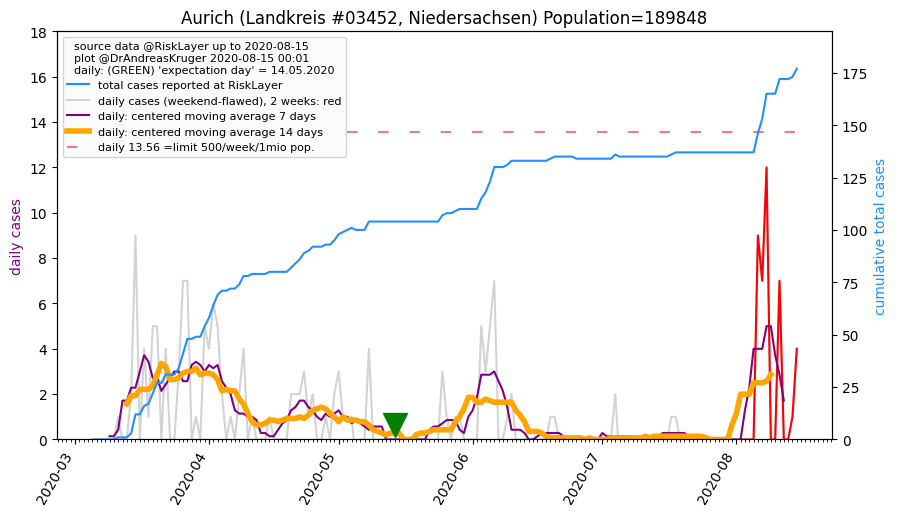 Aurich (Landkreis #03452, Niedersachsen) Population=189848
source data @RiskLayer up to 2020-08-15
plot @DrAndreasKruger 2020-08-15 00:01
daily: (GREEN) 'expectation day' = 14.05.2020
total cases reported at RiskLayer
daily cases (weekend-flawed), 2 weeks: red
daily: centered moving average 7 days
daily: centered moving average 14 days
daily 13.56 =limit 500/week/1mio pop.
daily cases
18
16
14
12
10
8
6
4
2
0
cumulative total cases
175
150
125
100
75
50
25
0
2020-03
2020-04
2020-05
2020-06
2020-07
2020-08